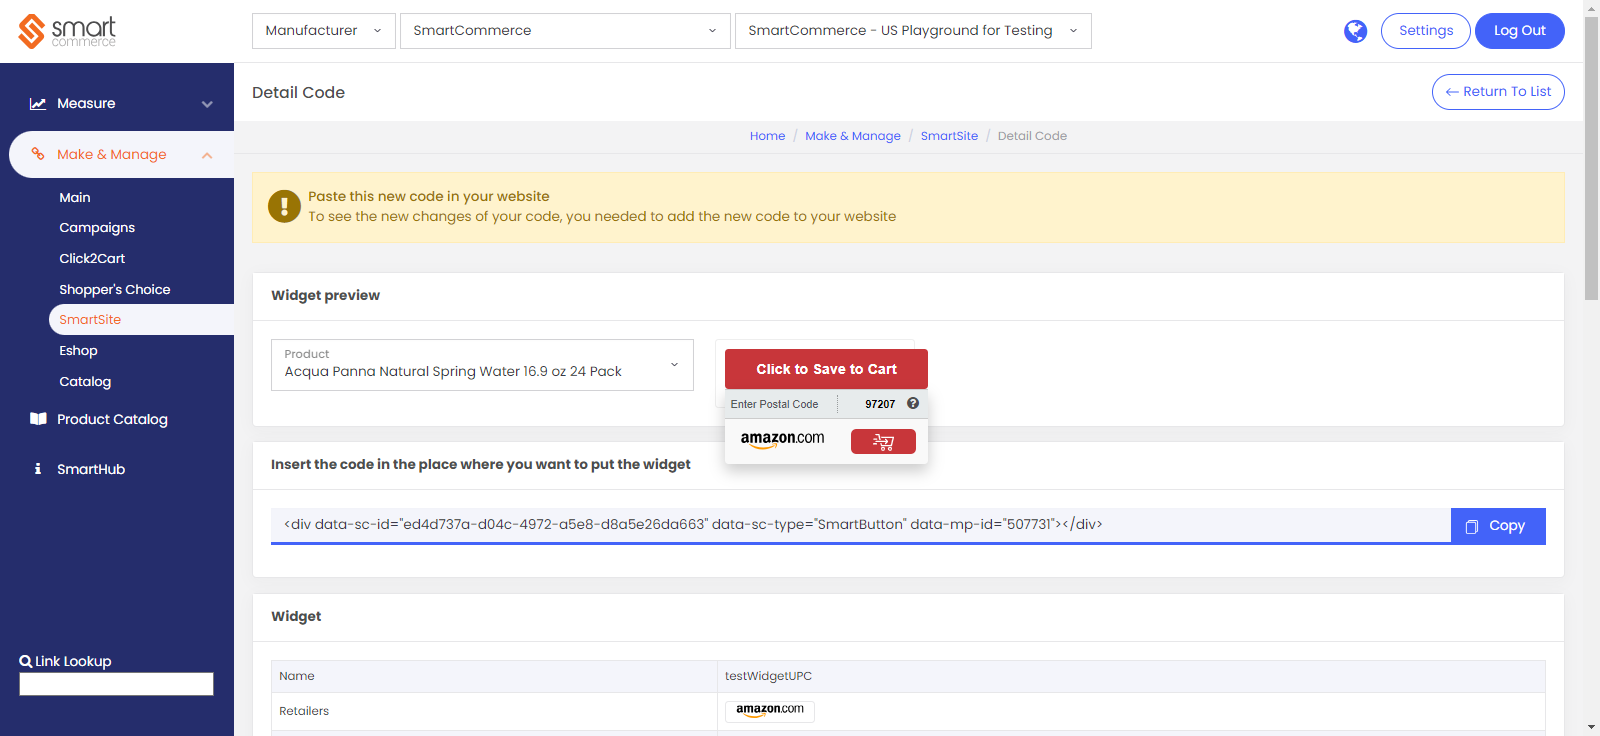 smart
commerce
Manufacturer
SmartCommerce
SmartCommerce - US Playground for Testing
Settings
Log Out
Measure
Make & Manage
Main
Campaigns
Click2Cart
Shopper's Choice
SmartSite
Eshop
Catalog
Product Catalog
SmartHub
Link Lookup
Detail Code
← Return To List
Home / Make & Manage / SmartSite / Detail Code
Paste this new code in your website
To see the new changes of your code, you needed to add the new code to your website
Widget preview
Product
Acqua Panna Natural Spring Water 16.9 oz 24 Pack
Click to Save to Cart
Enter Postal Code 97207
amazon.com
Insert the code in the place where you want to put the widget
<div data-sc-id="ed4d737a-d04c-4972-a5e8-d8a5e26da663" data-sc-type="SmartButton" data-mp-id="507731"></div>
Copy
Widget
Name testWidgetUPC
Retailers amazon.com